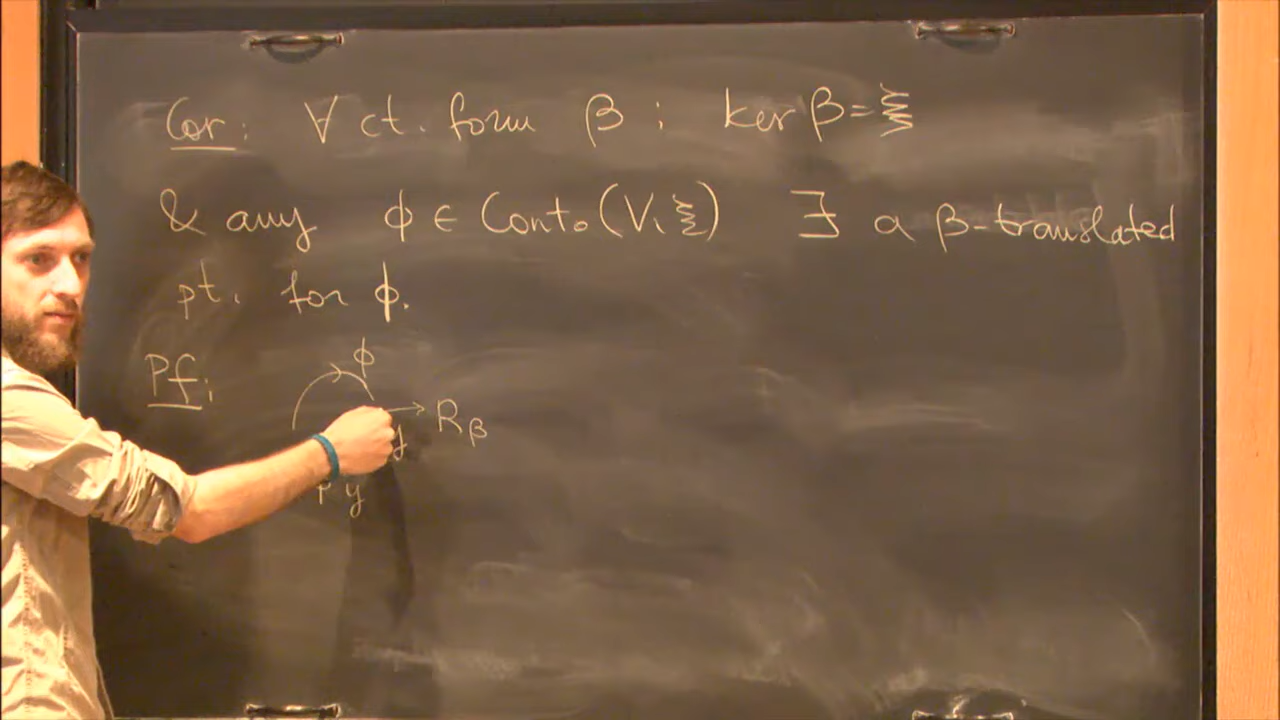 Cor: ∀ ct. form β : ker β = ξ
& any φ ∈ Cont₀(V, ξ) ∃ a β-translated
pt. for φ.
Pf:
φ
R_β
y